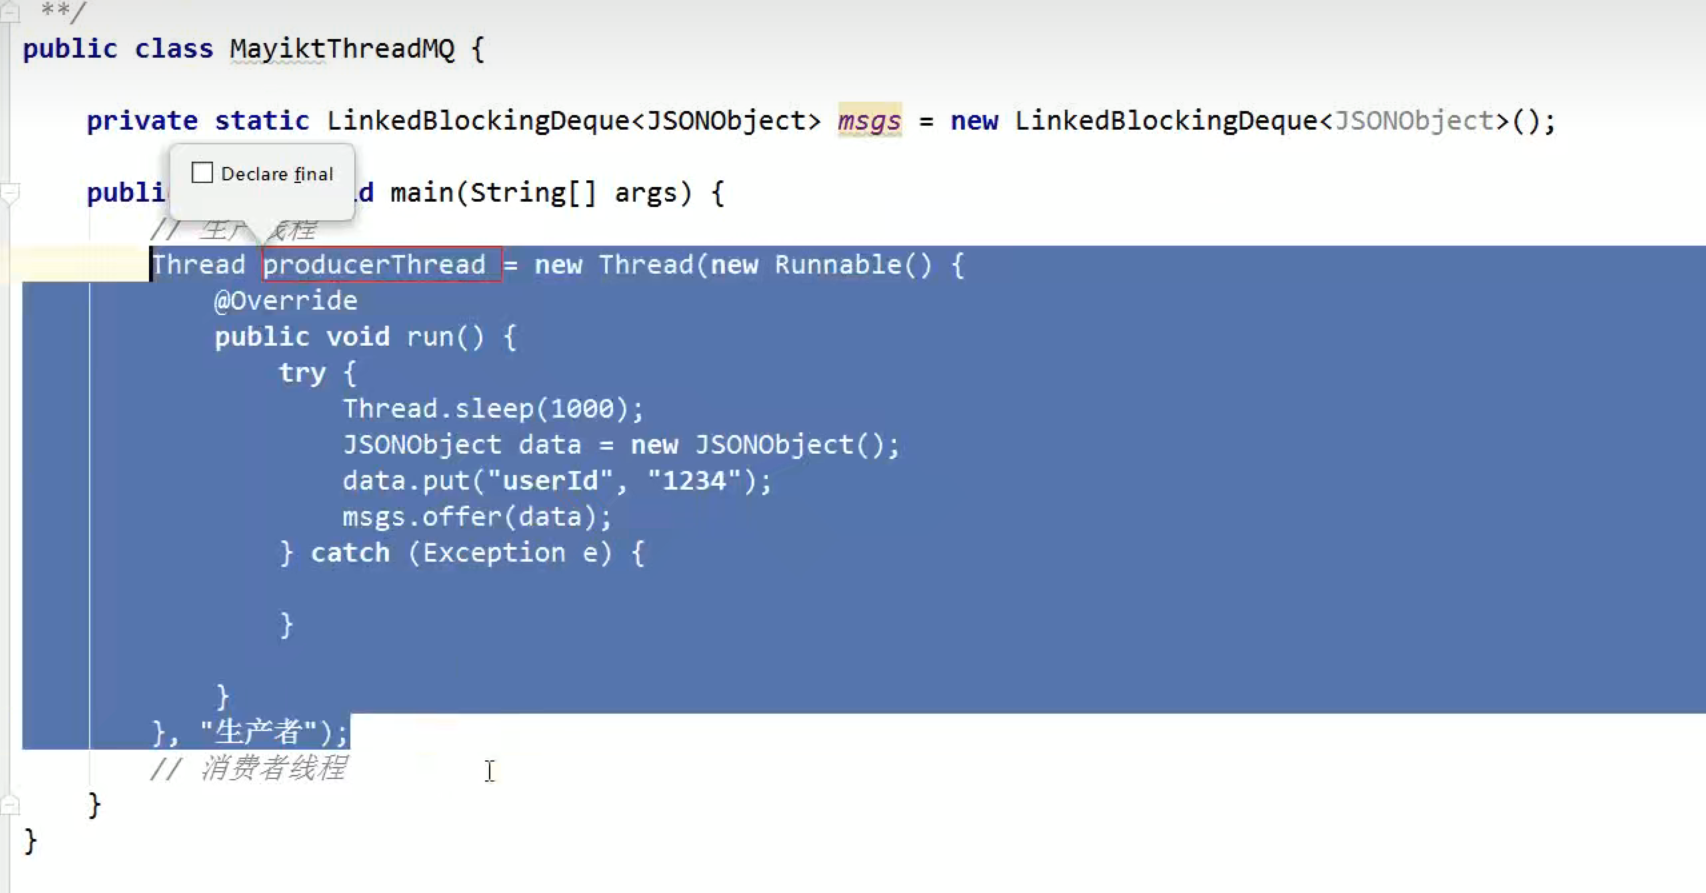 **/
public class MayiktThreadMQ {
private static LinkedBlockingDeque<JSONObject> msgs = new LinkedBlockingDeque<JSONObject>();
Declare final
publi d main(String[] args) {
// 生产线程
Thread producerThread = new Thread(new Runnable() {
@Override
public void run() {
try {
Thread.sleep(1000);
JSONObject data = new JSONObject();
data.put("userId", "1234");
msgs.offer(data);
} catch (Exception e) {
}
}
}, "生产者");
// 消费者线程
}
}